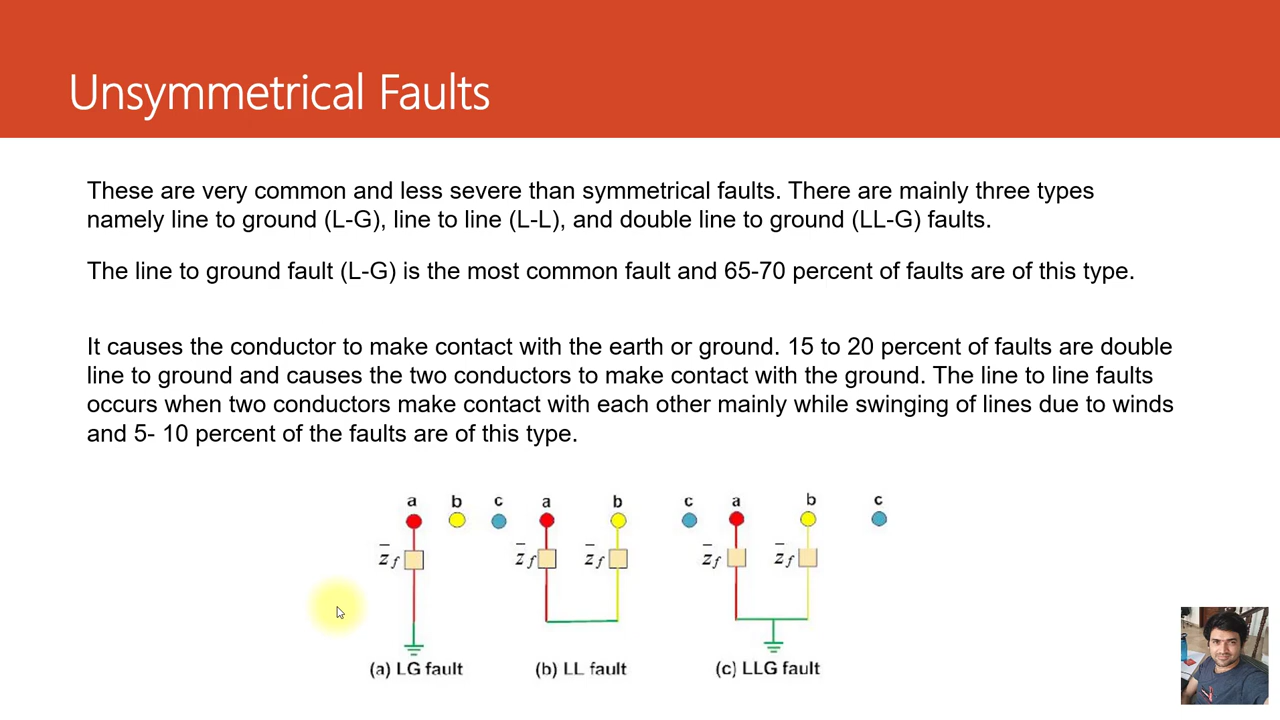 Unsymmetrical Faults
These are very common and less severe than symmetrical faults. There are mainly three types
namely line to ground (L-G), line to line (L-L), and double line to ground (LL-G) faults.
The line to ground fault (L-G) is the most common fault and 65-70 percent of faults are of this type.
It causes the conductor to make contact with the earth or ground. 15 to 20 percent of faults are double
line to ground and causes the two conductors to make contact with the ground. The line to line faults
occurs when two conductors make contact with each other mainly while swinging of lines due to winds
and 5- 10 percent of the faults are of this type.
a b c a b c a b c
z̄f z̄f z̄f z̄f z̄f
(a) LG fault (b) LL fault (c) LLG fault